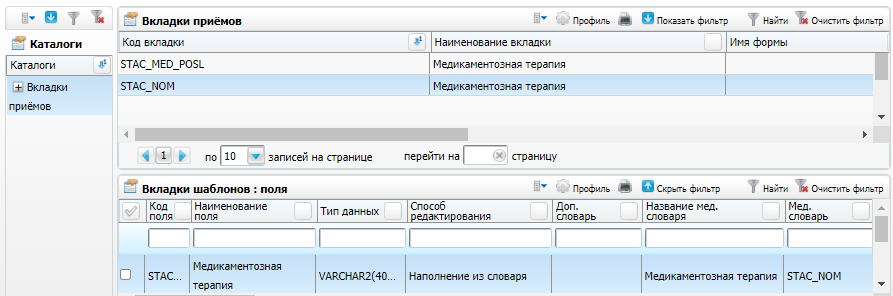 Каталоги
Каталоги
Вкладки
приёмов
Вкладки приёмов
Профиль
Показать фильтр
Найти
Очистить фильтр
Код вкладки
Наименование вкладки
Имя формы
STAC_MED_POSL
Медикаментозная терапия
STAC_NOM
Медикаментозная терапия
1
по 10 записей на странице
перейти на
страницу
Вкладки шаблонов : поля
Профиль
Скрыть фильтр
Найти
Очистить фильтр
Код
поля
Наименование
поля
Тип данных
Способ
редактирования
Доп.
словарь
Название мед.
словаря
Мед.
словарь
STAC...
Медикаментозная
терапия
VARCHAR2(40...
Наполнение из словаря
Медикаментозная терапия
STAC_NOM